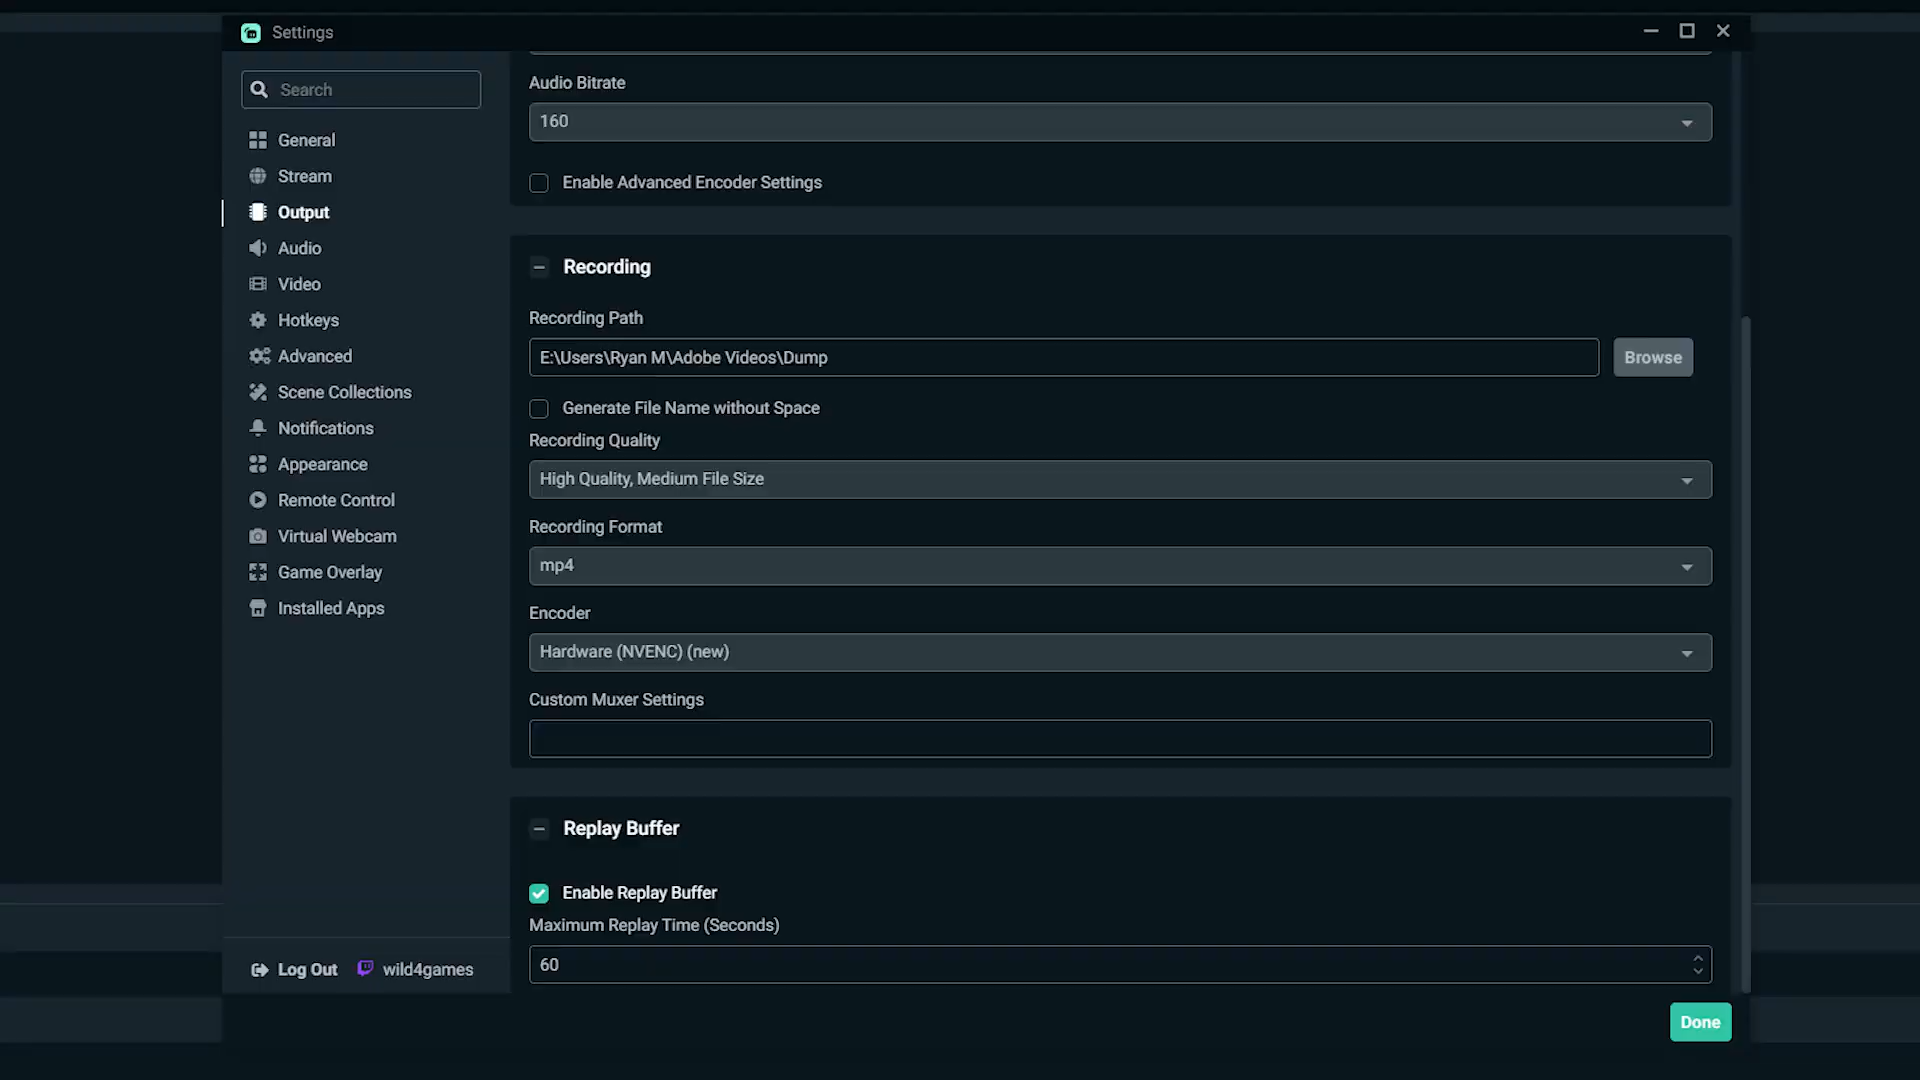 Settings
Search
General
Stream
Output
Audio
Video
Hotkeys
Advanced
Scene Collections
Notifications
Appearance
Remote Control
Virtual Webcam
Game Overlay
Installed Apps
Log Out wild4games
Audio Bitrate
160
Enable Advanced Encoder Settings
Recording
Recording Path
E:\Users\Ryan M\Adobe Videos\Dump
Browse
Generate File Name without Space
Recording Quality
High Quality, Medium File Size
Recording Format
mp4
Encoder
Hardware (NVENC) (new)
Custom Muxer Settings
Replay Buffer
Enable Replay Buffer
Maximum Replay Time (Seconds)
60
Done